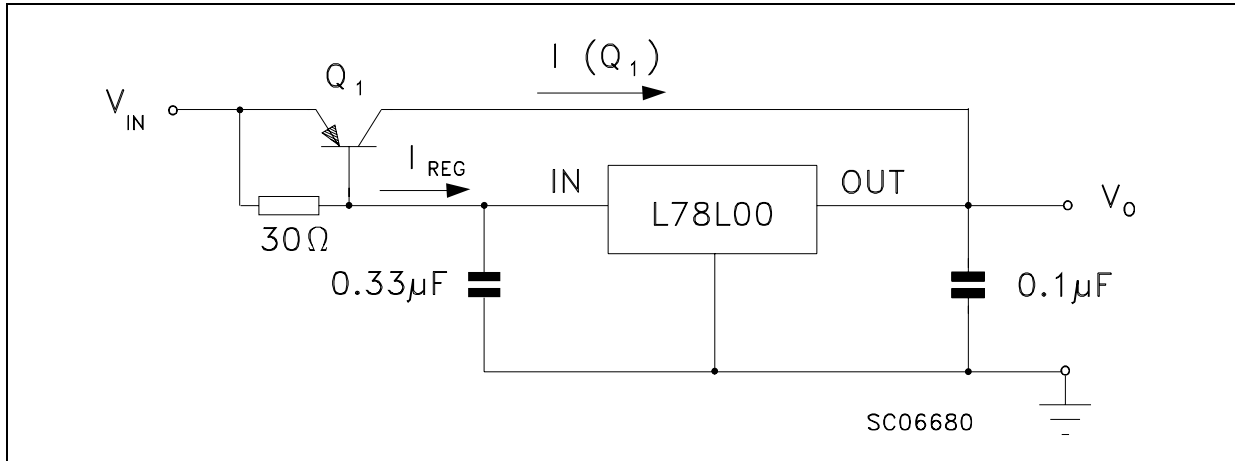 I (Q1)
Q1
VIN
IREG
IN
OUT
L78L00
VO
30Ω
0.33µF
0.1µF
SC06680